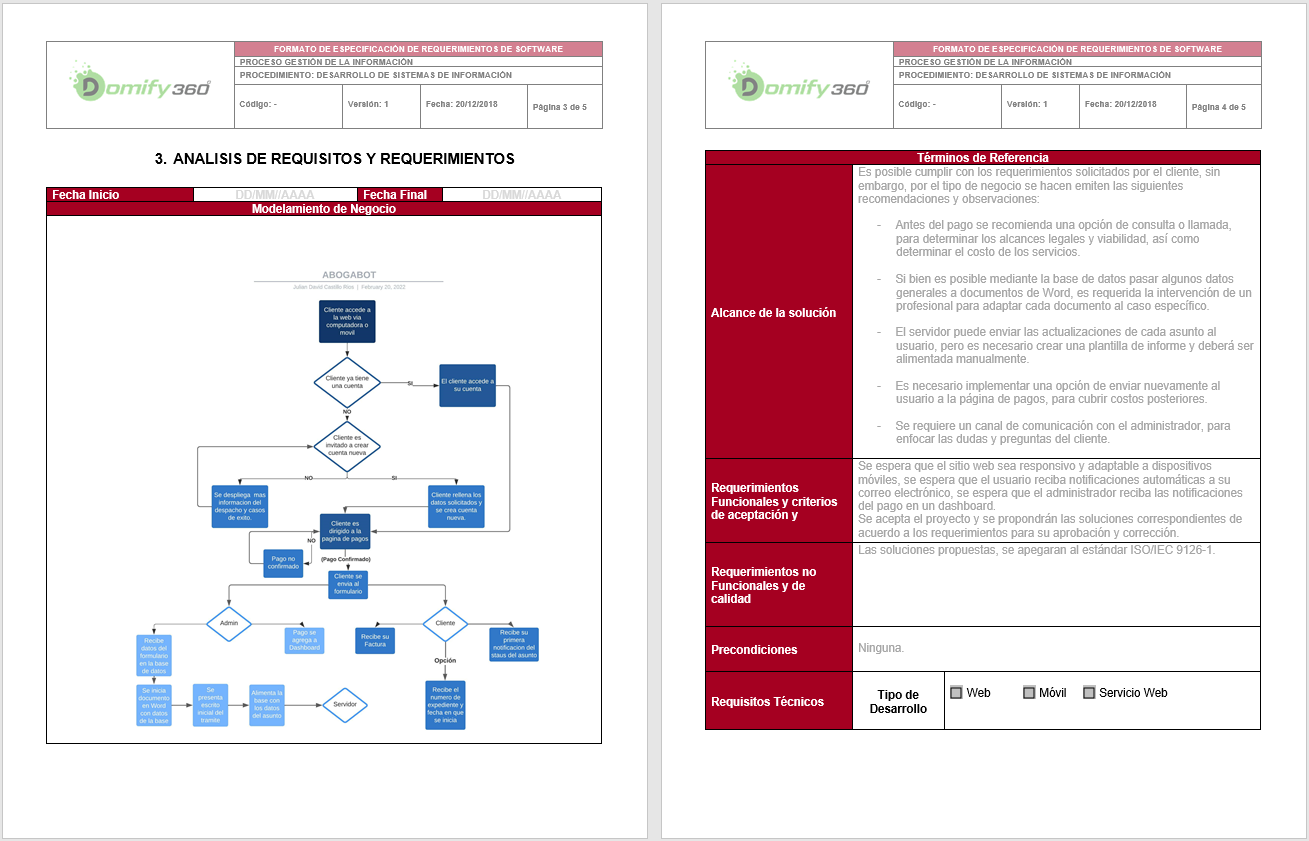 FORMATO DE ESPECIFICACIÓN DE REQUERIMIENTOS DE SOFTWARE
PROCESO GESTIÓN DE LA INFORMACIÓN
PROCEDIMIENTO: DESARROLLO DE SISTEMAS DE INFORMACIÓN
Domify 360°
Código: -
Versión: 1
Fecha: 20/12/2018
Página 3 de 5
3. ANALISIS DE REQUISITOS Y REQUERIMIENTOS
Fecha Inicio
DD/MM//AAAA
Fecha Final
DD/MM//AAAA
Modelamiento de Negocio
ABOGABOT
Julian David Castillo Rios | February 20, 2022
Cliente accede a
la web via
computadora o
movil
Cliente ya tiene
una cuenta
SI
El cliente accede a
su cuenta
NO
Cliente es
invitado a crear
cuenta nueva
NO
SI
Se despliega mas
informacion del
despacho y casos
de exito.
Cliente rellena los
datos solicitados y
se crea cuenta
nueva.
Cliente es
dirigido a la
pagina de pagos
NO
Pago no
confirmado
(Pago Confirmado)
Cliente se
envia al
formulario
Admin
Cliente
Recibe
datos del
formulario
en la base
de datos
Pago se
agrega a
Dashboard
Recibe su
Factura
Recibe su
primera
notificacion del
staus del asunto
Opción
Se inicia
documento
en Word
con datos
de la base
Se
presenta
escrito
inicial del
tramite
Alimenta la
base con
los datos
del asunto
Servidor
Recibe el
numero de
expediente y
fecha en que
se inicia
FORMATO DE ESPECIFICACIÓN DE REQUERIMIENTOS DE SOFTWARE
PROCESO GESTIÓN DE LA INFORMACIÓN
PROCEDIMIENTO: DESARROLLO DE SISTEMAS DE INFORMACIÓN
Domify 360°
Código: -
Versión: 1
Fecha: 20/12/2018
Página 4 de 5
Términos de Referencia
Alcance de la solución
Es posible cumplir con los requerimientos solicitados por el cliente, sin
embargo, por el tipo de negocio se hacen emiten las siguientes
recomendaciones y observaciones:
- Antes del pago se recomienda una opción de consulta o llamada,
para determinar los alcances legales y viabilidad, así como
determinar el costo de los servicios.
- Si bien es posible mediante la base de datos pasar algunos datos
generales a documentos de Word, es requerida la intervención de un
profesional para adaptar cada documento al caso específico.
- El servidor puede enviar las actualizaciones de cada asunto al
usuario, pero es necesario crear una plantilla de informe y deberá ser
alimentada manualmente.
- Es necesario implementar una opción de enviar nuevamente al
usuario a la página de pagos, para cubrir costos posteriores.
- Se requiere un canal de comunicación con el administrador, para
enfocar las dudas y preguntas del cliente.
Requerimientos
Funcionales y criterios
de aceptación y
Se espera que el sitio web sea responsivo y adaptable a dispositivos
móviles, se espera que el usuario reciba notificaciones automáticas a su
correo electrónico, se espera que el administrador reciba las notificaciones
del pago en un dashboard.
Se acepta el proyecto y se propondrán las soluciones correspondientes de
acuerdo a los requerimientos para su aprobación y corrección.
Requerimientos no
Funcionales y de
calidad
Las soluciones propuestas, se apegaran al estándar ISO/IEC 9126-1.
Precondiciones
Ninguna.
Requisitos Técnicos
Tipo de
Desarrollo
Web
Móvil
Servicio Web